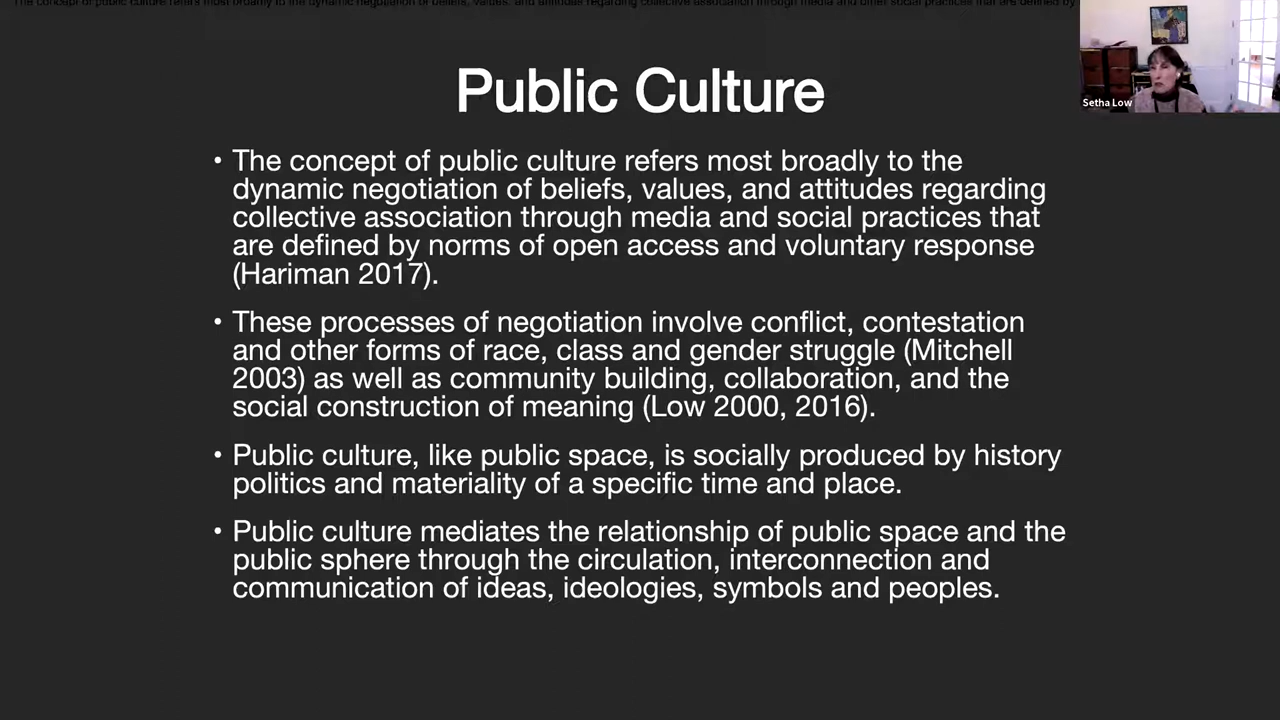 The concept of public culture refers most broadly to the dynamic negotiation of beliefs, values, and attitudes regarding collective association through media and other social practices that are defined by
Setha Low
Public Culture
• The concept of public culture refers most broadly to the
dynamic negotiation of beliefs, values, and attitudes regarding
collective association through media and social practices that
are defined by norms of open access and voluntary response
(Hariman 2017).
• These processes of negotiation involve conflict, contestation
and other forms of race, class and gender struggle (Mitchell
2003) as well as community building, collaboration, and the
social construction of meaning (Low 2000, 2016).
• Public culture, like public space, is socially produced by history
politics and materiality of a specific time and place.
• Public culture mediates the relationship of public space and the
public sphere through the circulation, interconnection and
communication of ideas, ideologies, symbols and peoples.